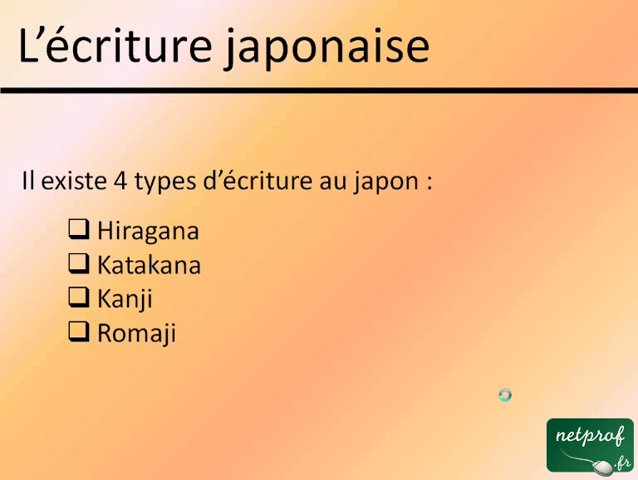 L’écriture japonaise
Il existe 4 types d’écriture au japon :
Hiragana
Katakana
Kanji
Romaji
netprof
.fr